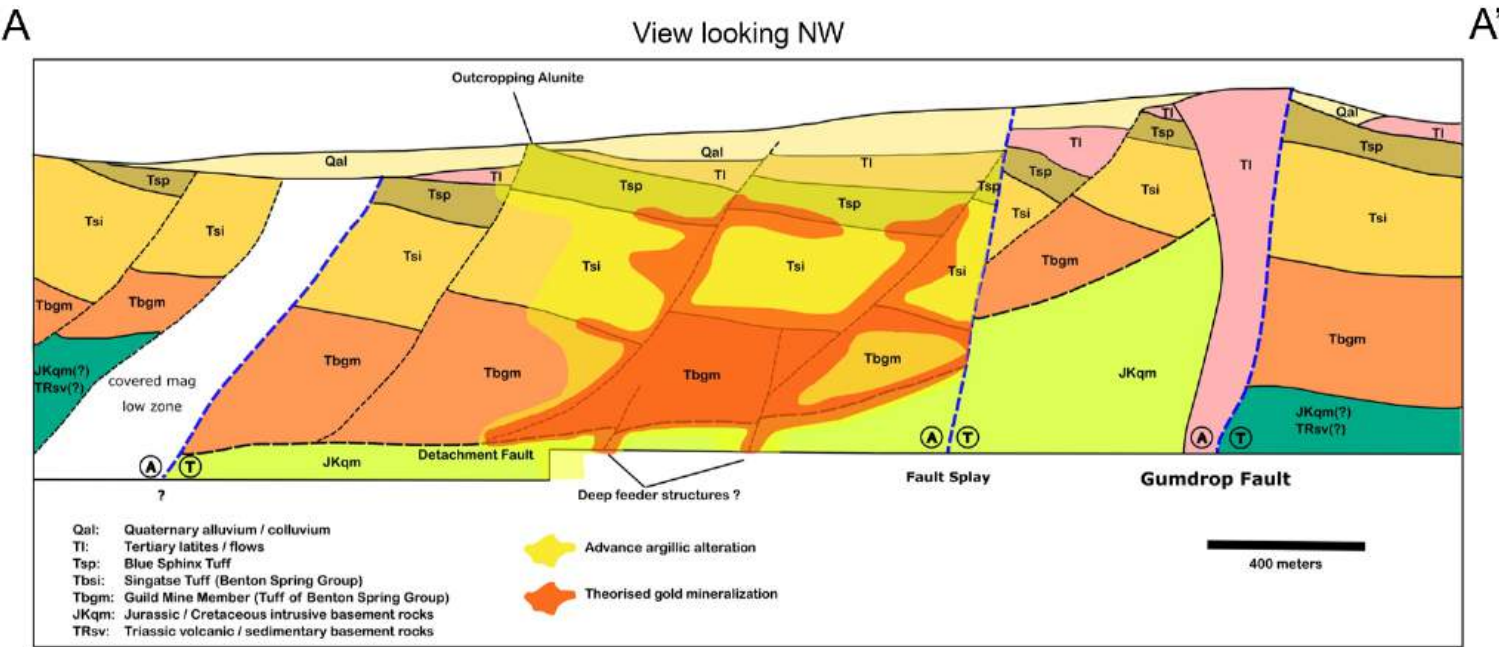 A
View looking NW
A'
Outcropping Alunite
Qal
Tsp
Tsi
Tsi
Tbgm
Tbgm
JKqm(?)
TRsv(?)
covered mag
low zone
Tl
Tsp
Tsi
Tbgm
Tbgm
JKqm
Detachment Fault
Qal
Tl
Tl
Tsp
Tsp
Tsp
Tsi
Tsi
Tsi
Tbgm
Tbgm
Tl
Tsp
Tsi
Tbgm
Tl
Tsp
Tsi
JKqm
Tl
Qal
Tl
Tsp
Tsi
Tbgm
JKqm(?)
TRsv(?)
A T
?
A T
A T
Deep feeder structures ?
Fault Splay
Gumdrop Fault
Qal: Quaternary alluvium / colluvium
Tl: Tertiary latites / flows
Tsp: Blue Sphinx Tuff
Tbsi: Singatse Tuff (Benton Spring Group)
Tbgm: Guild Mine Member (Tuff of Benton Spring Group)
JKqm: Jurassic / Cretaceous intrusive basement rocks
TRsv: Triassic volcanic / sedimentary basement rocks
Advance argillic alteration
Theorised gold mineralization
400 meters